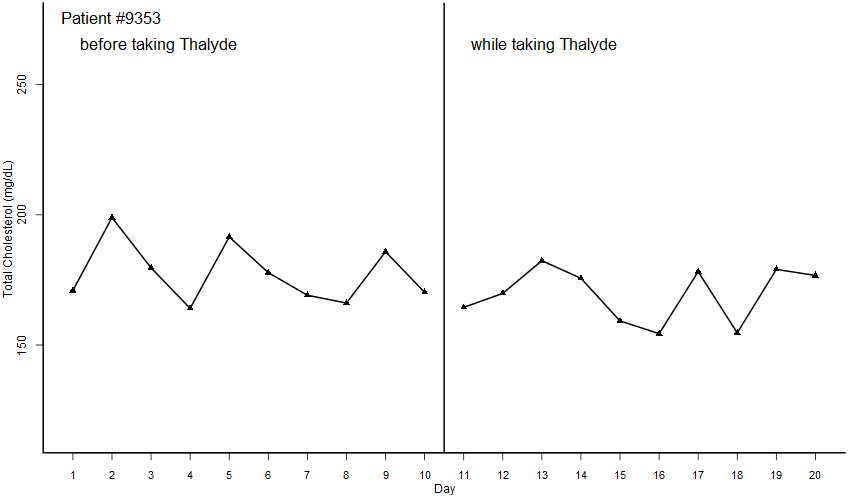 Patient #9353
before taking Thalyde
while taking Thalyde
Total Cholesterol (mg/dL)
250
200
150
1 2 3 4 5 6 7 8 9 10 11 12 13 14 15 16 17 18 19 20
Day